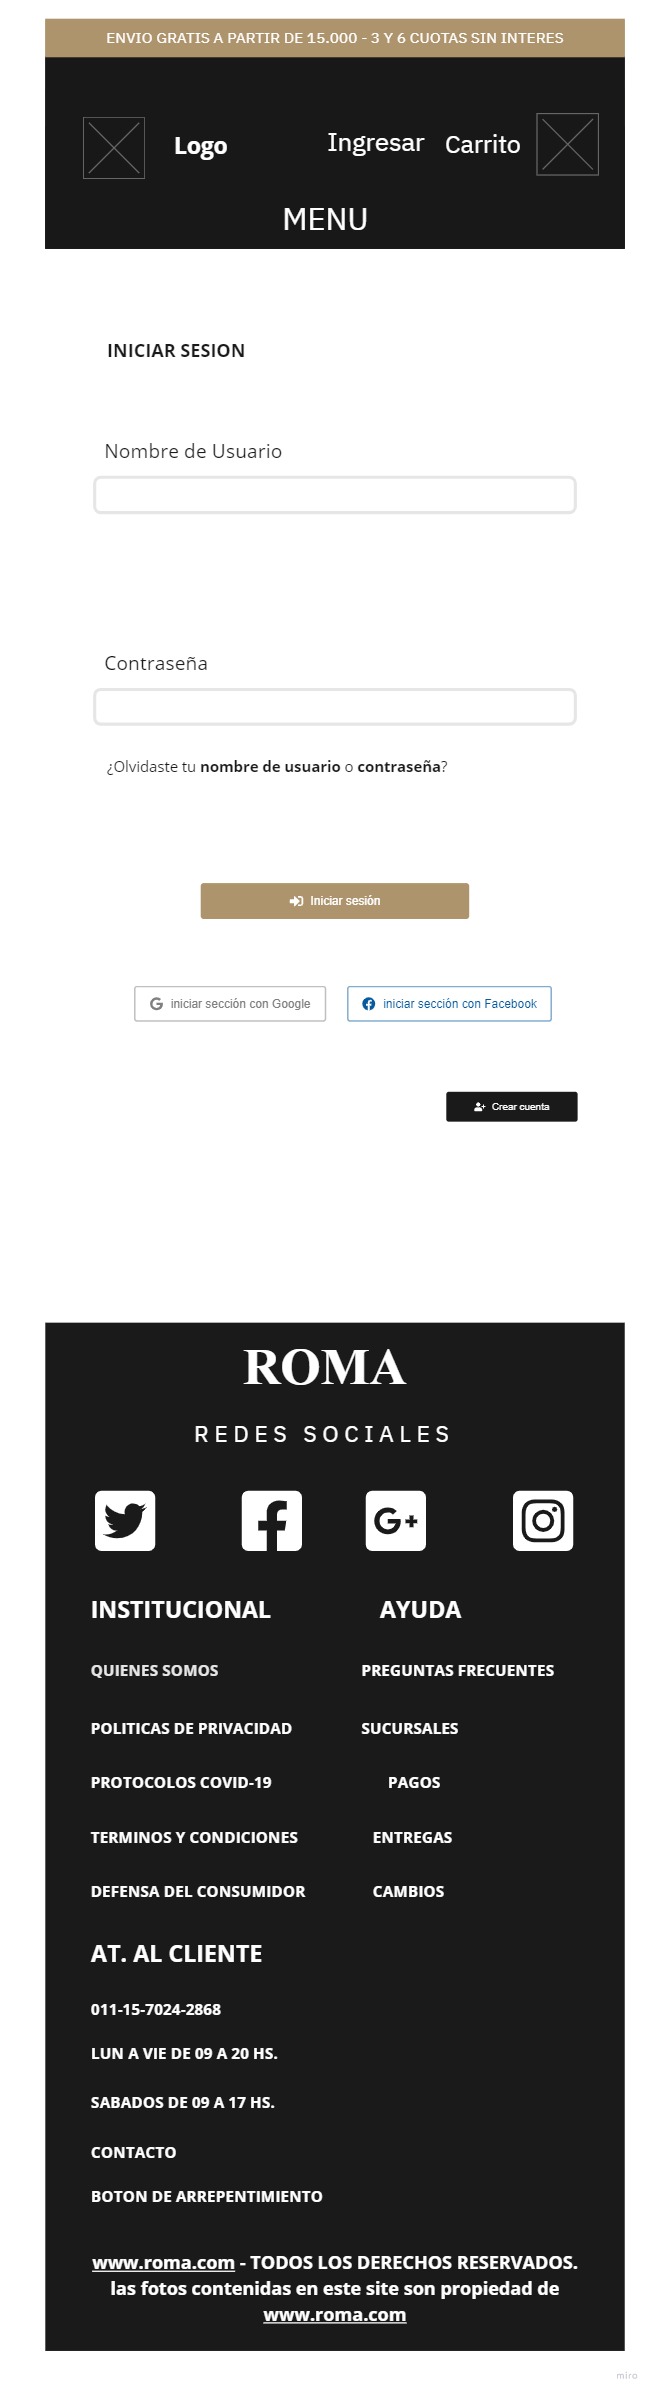 ENVIO GRATIS A PARTIR DE 15.000 - 3 Y 6 CUOTAS SIN INTERES
Logo
Ingresar
Carrito
MENU
INICIAR SESION
Nombre de Usuario
Contraseña
¿Olvidaste tu nombre de usuario o contraseña?
Iniciar sesión
iniciar sección con Google
iniciar sección con Facebook
Crear cuenta
ROMA
REDES SOCIALES
INSTITUCIONAL
QUIENES SOMOS
POLITICAS DE PRIVACIDAD
PROTOCOLOS COVID-19
TERMINOS Y CONDICIONES
DEFENSA DEL CONSUMIDOR
AYUDA
PREGUNTAS FRECUENTES
SUCURSALES
PAGOS
ENTREGAS
CAMBIOS
AT. AL CLIENTE
011-15-7024-2868
LUN A VIE DE 09 A 20 HS.
SABADOS DE 09 A 17 HS.
CONTACTO
BOTON DE ARREPENTIMIENTO
www.roma.com - TODOS LOS DERECHOS RESERVADOS.
las fotos contenidas en este site son propiedad de
www.roma.com
miro